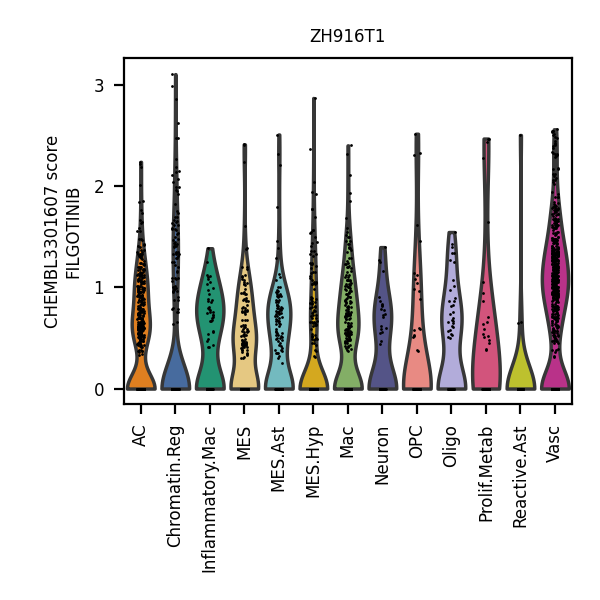 ZH916T1
CHEMBL3301607 score
FILGOTINIB
3
2
1
0
AC
Chromatin.Reg
Inflammatory.Mac
MES
MES.Ast
MES.Hyp
Mac
Neuron
OPC
Oligo
Prolif.Metab
Reactive.Ast
Vasc